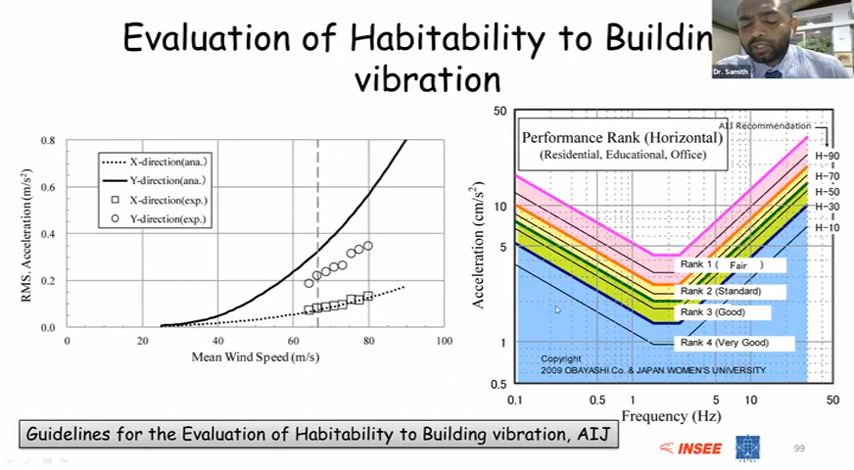 Evaluation of Habitability to Buildin
vibration
Dr. Samith
0.8
0.6
0.4
0.2
0.0
0
20
40
60
80
100
RMS, Acceleration (m/s²)
Mean Wind Speed (m/s)
X-direction(ana.)
Y-direction(ana.)
X-direction(exp.)
Y-direction(exp.)
50
10
5
1
0.5
0.1
0.5
1
5
10
50
Acceleration (cm/s²)
Frequency (Hz)
Performance Rank (Horizontal)
(Residential, Educational, Office)
AIJ Recommendation
H-90
H-70
H-50
H-30
H-10
Rank 1 ( Fair )
Rank 2 (Standard)
Rank 3 (Good)
Rank 4 (Very Good)
Copyright
2009 OBAYASHI Co. & JAPAN WOMEN'S UNIVERSITY
Guidelines for the Evaluation of Habitability to Building vibration, AIJ
INSEE
99